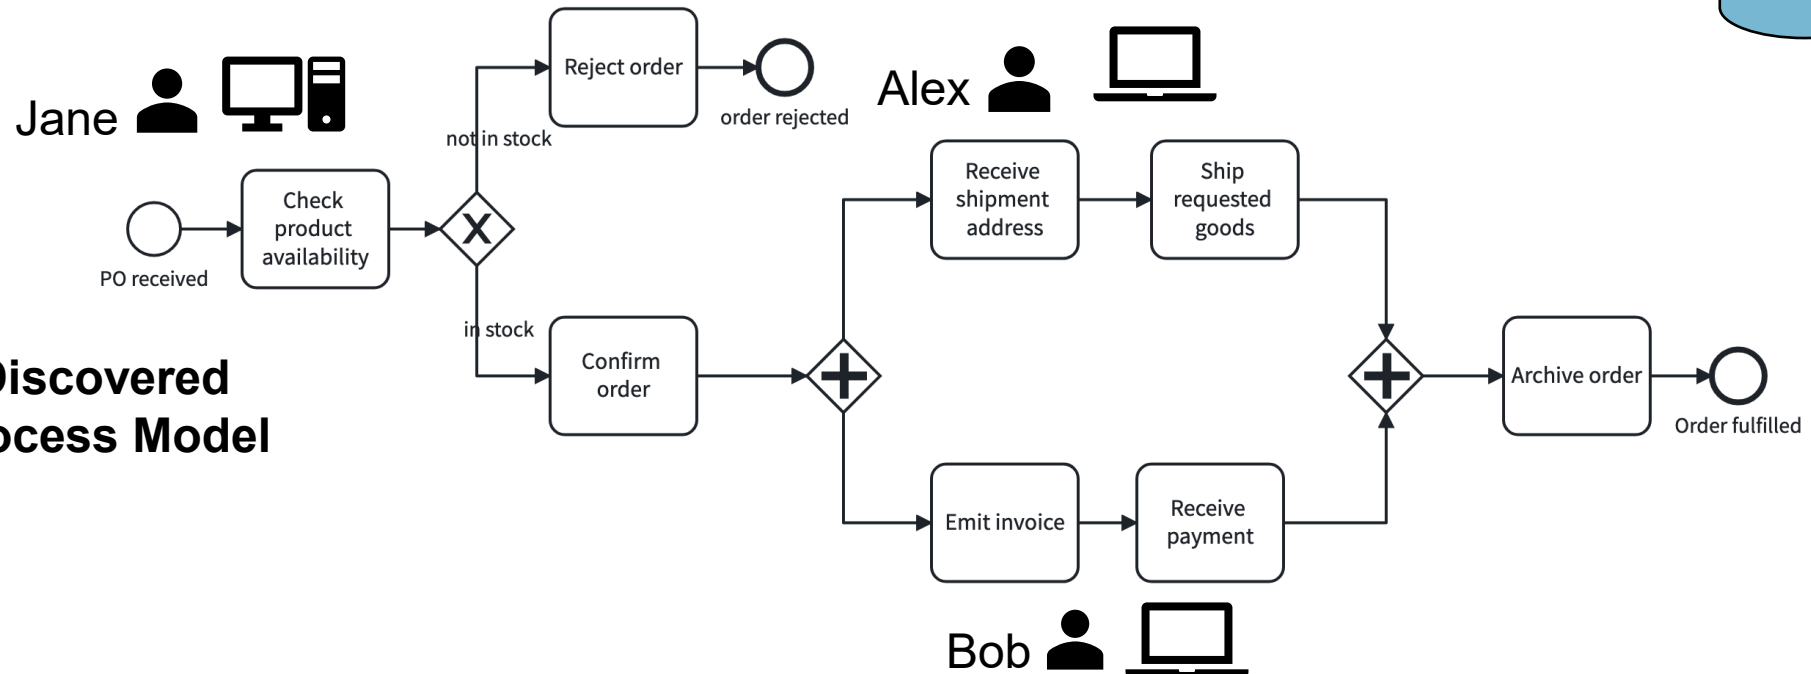 Jane
PO received
Check
product
availability
X
not in stock
Reject order
order rejected
in stock
Confirm
order
Alex
Receive
shipment
address
Ship
requested
goods
Emit invoice
Receive
payment
Bob
Archive order
Order fulfilled
Discovered
ocess Model